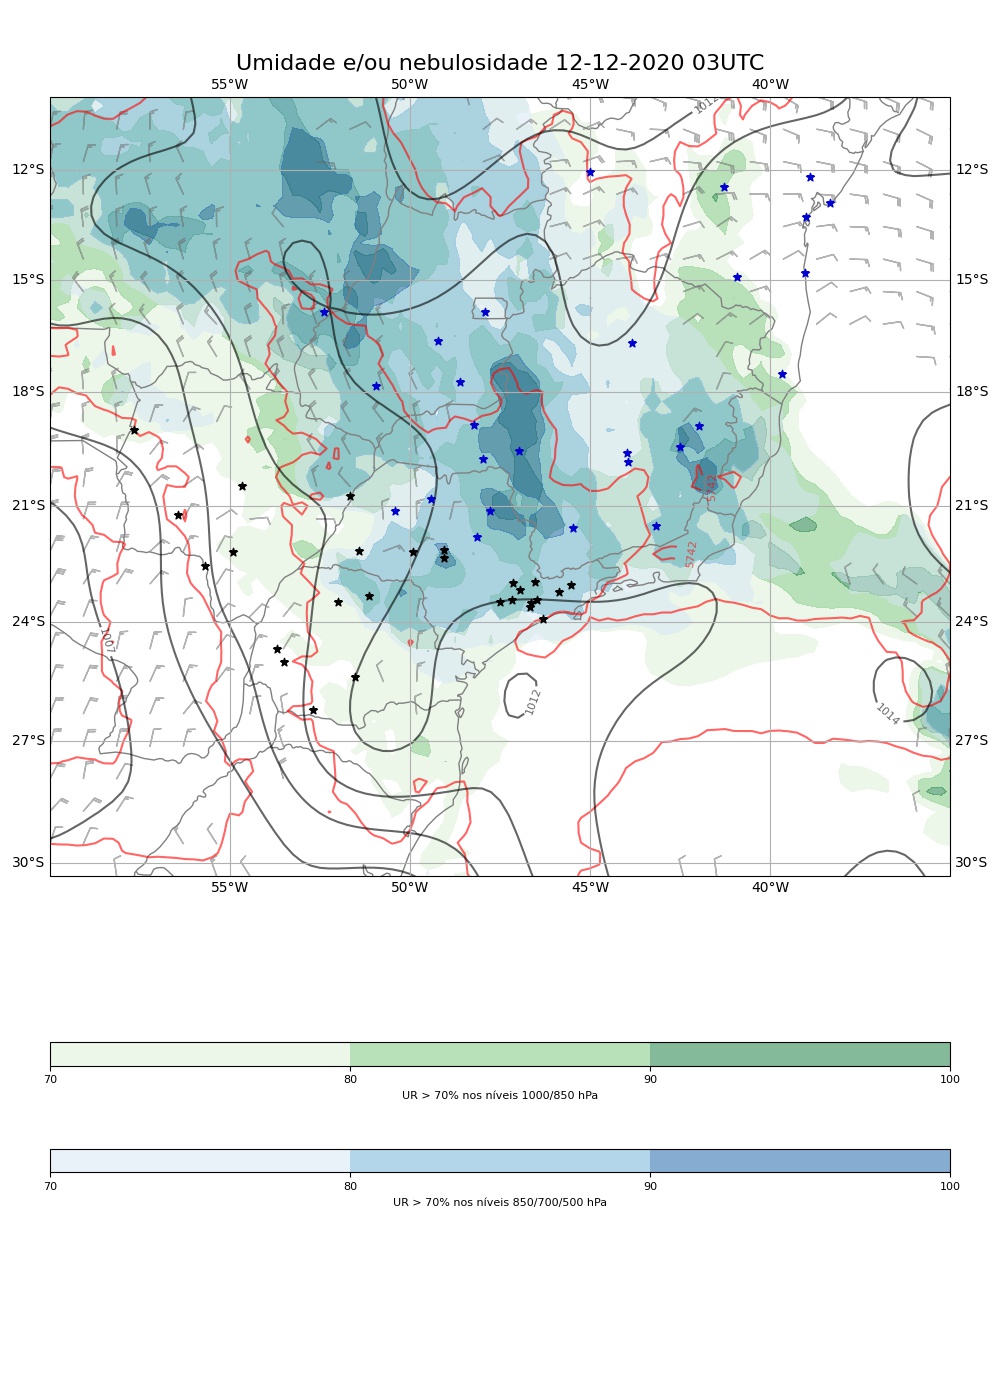 Umidade e/ou nebulosidade 12-12-2020 03UTC
55°W 50°W 45°W 40°W
1012
12°S 12°S
15°S 15°S
18°S 18°S
5742
21°S 21°S
5742
24°S 24°S
1007
1012
1014
27°S 27°S
30°S 30°S
55°W 50°W 45°W 40°W
70 80 90 100
UR > 70% nos níveis 1000/850 hPa
70 80 90 100
UR > 70% nos níveis 850/700/500 hPa